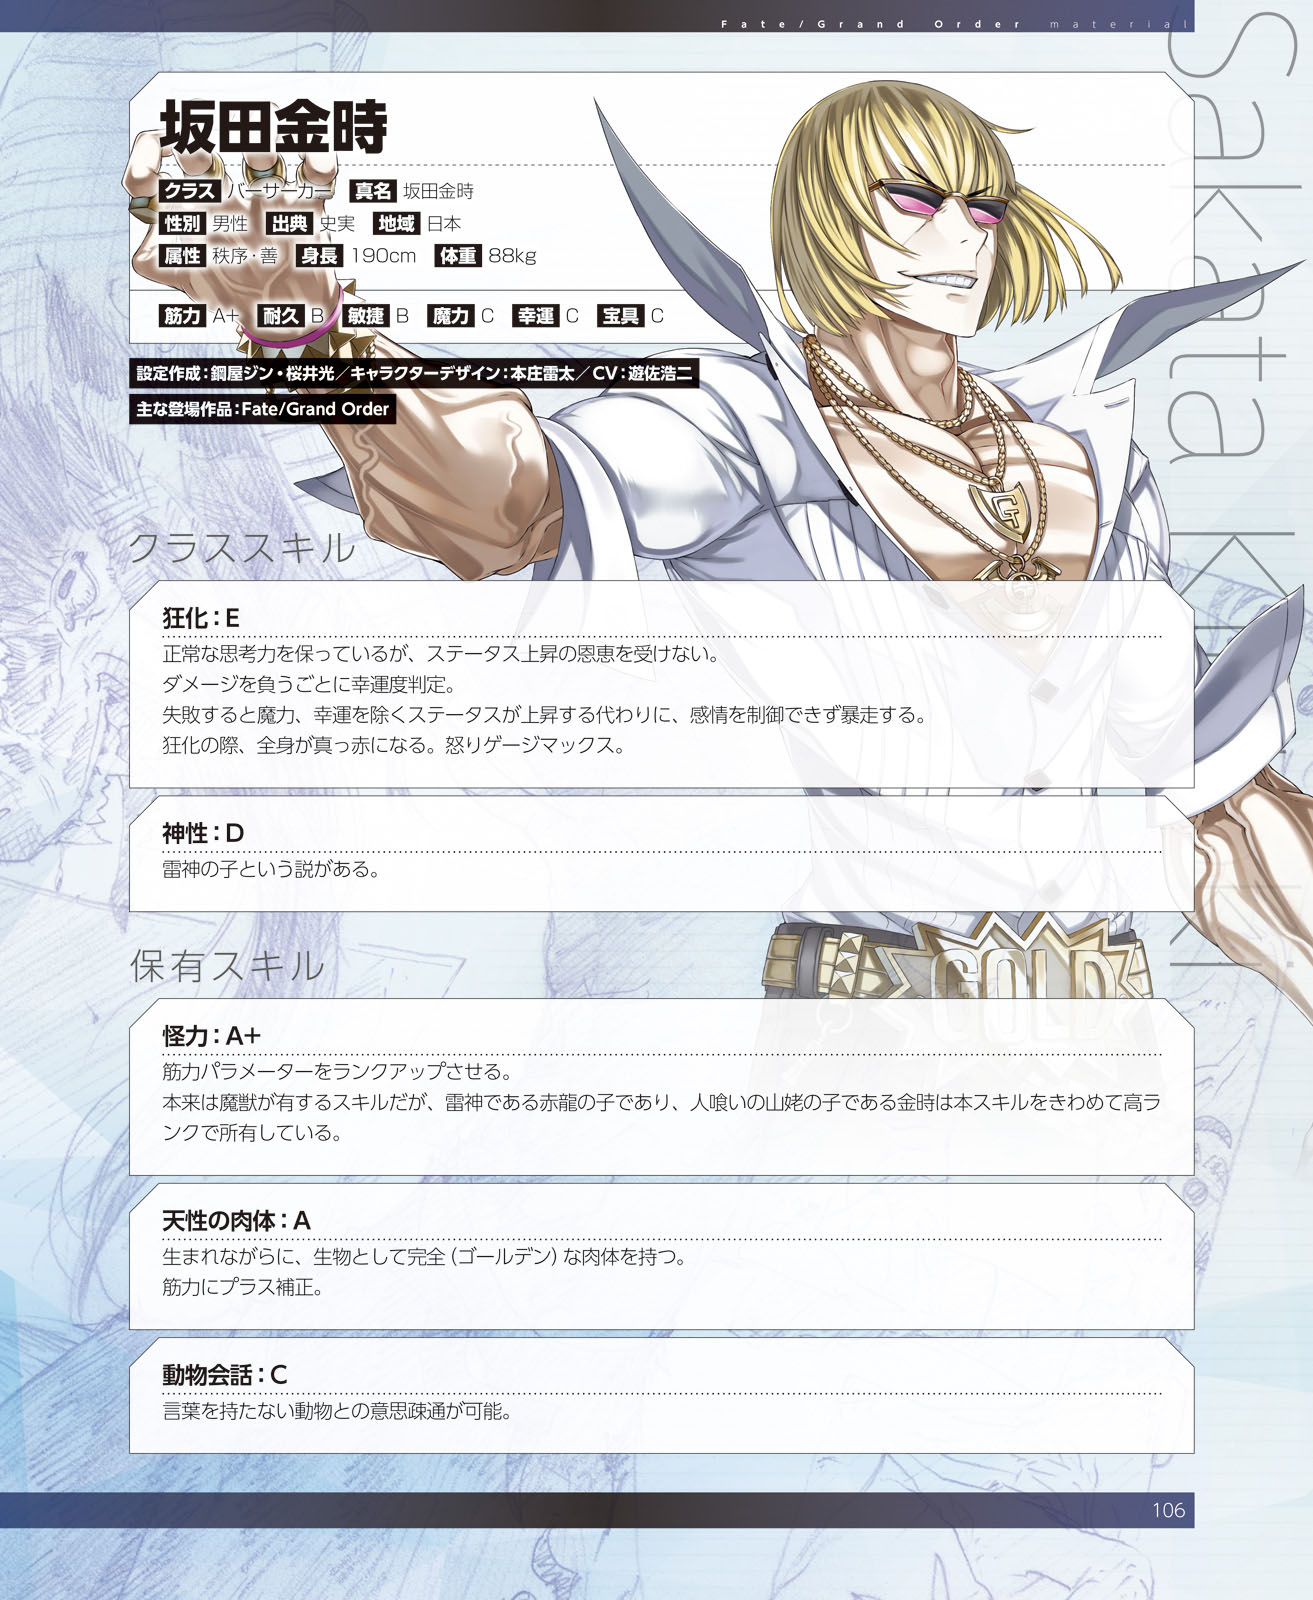 Fate/Grand Order material
Sakata Kintoki
坂田金時
クラス バーサーカー 真名 坂田金時
性別 男性 出典 史実 地域 日本
属性 秩序・善 身長 190cm 体重 88kg
筋力 A+ 耐久 B 敏捷 B 魔力 C 幸運 C 宝具 C
設定作成：鋼屋ジン・桜井光／キャラクターデザイン：本庄雷太／CV：遊佐浩二
主な登場作品：Fate/Grand Order
G
クラススキル
狂化：E
正常な思考力を保っているが、ステータス上昇の恩恵を受けない。
ダメージを負うごとに幸運度判定。
失敗すると魔力、幸運を除くステータスが上昇する代わりに、感情を制御できず暴走する。
狂化の際、全身が真っ赤になる。怒りゲージマックス。
神性：D
雷神の子という説がある。
GOLD
保有スキル
怪力：A+
筋力パラメーターをランクアップさせる。
本来は魔獣が有するスキルだが、雷神である赤龍の子であり、人喰いの山姥の子である金時は本スキルをきわめて高ラ
ンクで所有している。
天性の肉体：A
生まれながらに、生物として完全（ゴールデン）な肉体を持つ。
筋力にプラス補正。
動物会話：C
言葉を持たない動物との意思疎通が可能。
106